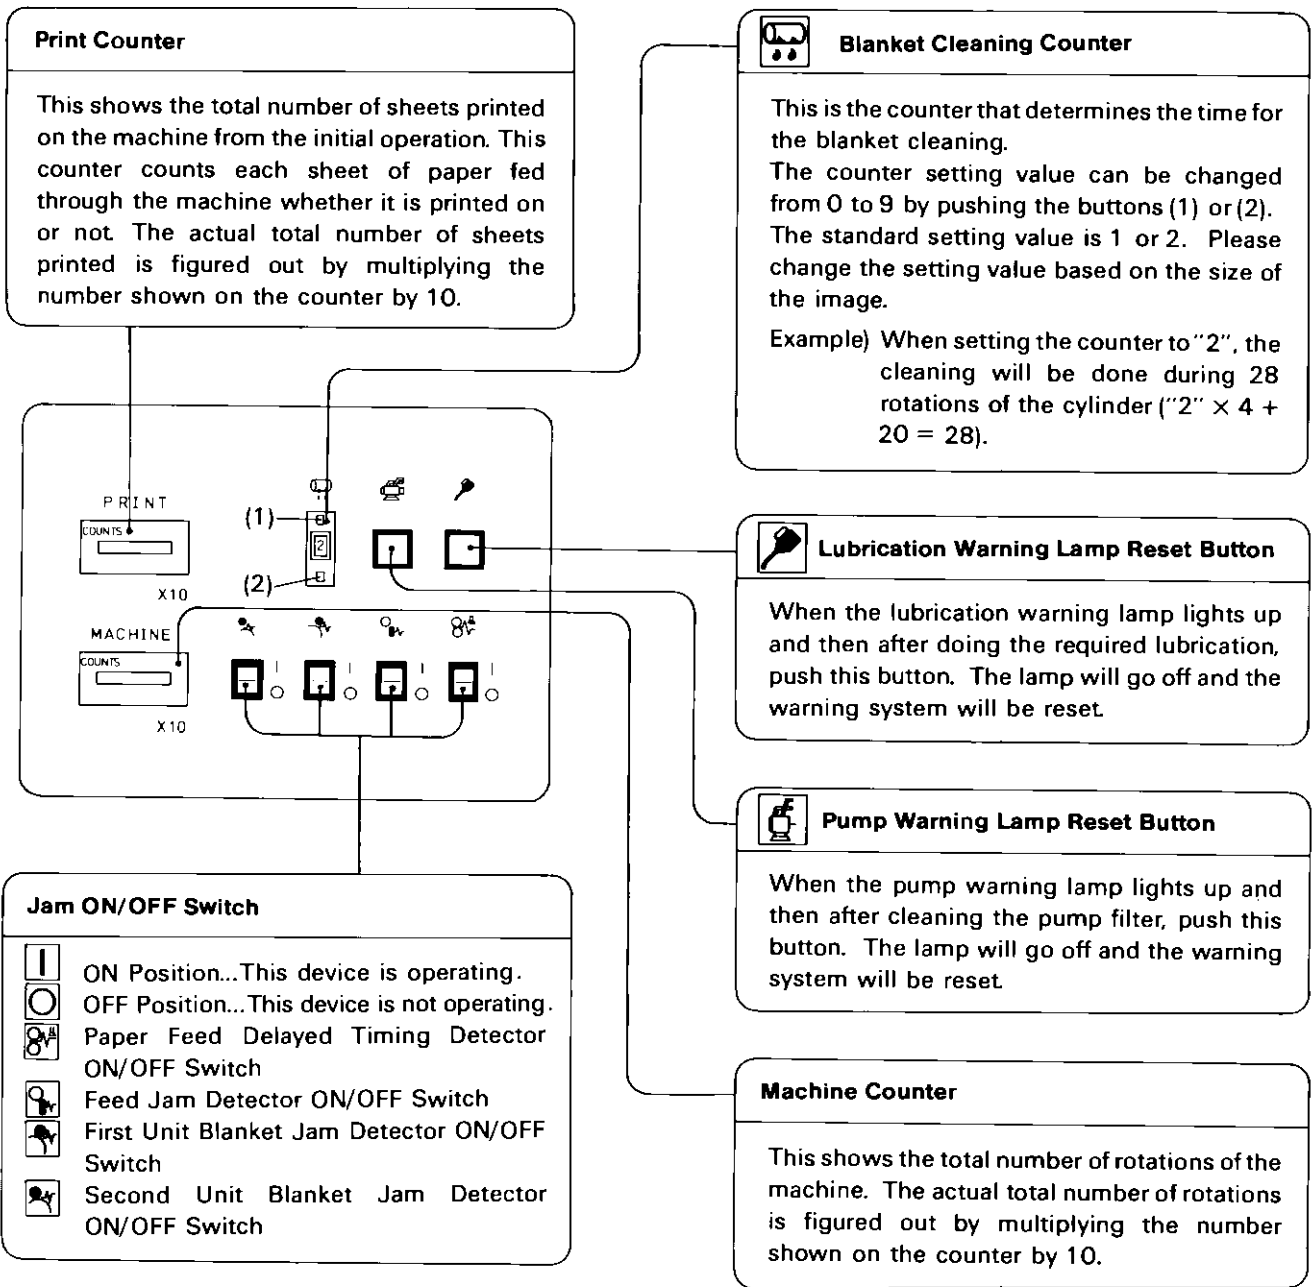 Print Counter
This shows the total number of sheets printed
on the machine from the initial operation. This
counter counts each sheet of paper fed
through the machine whether it is printed on
or not. The actual total number of sheets
printed is figured out by multiplying the
number shown on the counter by 10.
Blanket Cleaning Counter
This is the counter that determines the time for
the blanket cleaning.
The counter setting value can be changed
from 0 to 9 by pushing the buttons (1) or (2).
The standard setting value is 1 or 2. Please
change the setting value based on the size of
the image.
Example) When setting the counter to "2", the
cleaning will be done during 28
rotations of the cylinder ("2" × 4 +
20 = 28).
PRINT
COUNTS
X10
(1)
2
(2)
MACHINE
COUNTS
X10
Lubrication Warning Lamp Reset Button
When the lubrication warning lamp lights up
and then after doing the required lubrication,
push this button. The lamp will go off and the
warning system will be reset.
Pump Warning Lamp Reset Button
When the pump warning lamp lights up and
then after cleaning the pump filter, push this
button. The lamp will go off and the warning
system will be reset.
Jam ON/OFF Switch
ON Position...This device is operating.
OFF Position...This device is not operating.
Paper Feed Delayed Timing Detector
ON/OFF Switch
Feed Jam Detector ON/OFF Switch
First Unit Blanket Jam Detector ON/OFF
Switch
Second Unit Blanket Jam Detector
ON/OFF Switch
Machine Counter
This shows the total number of rotations of the
machine. The actual total number of rotations
is figured out by multiplying the number
shown on the counter by 10.